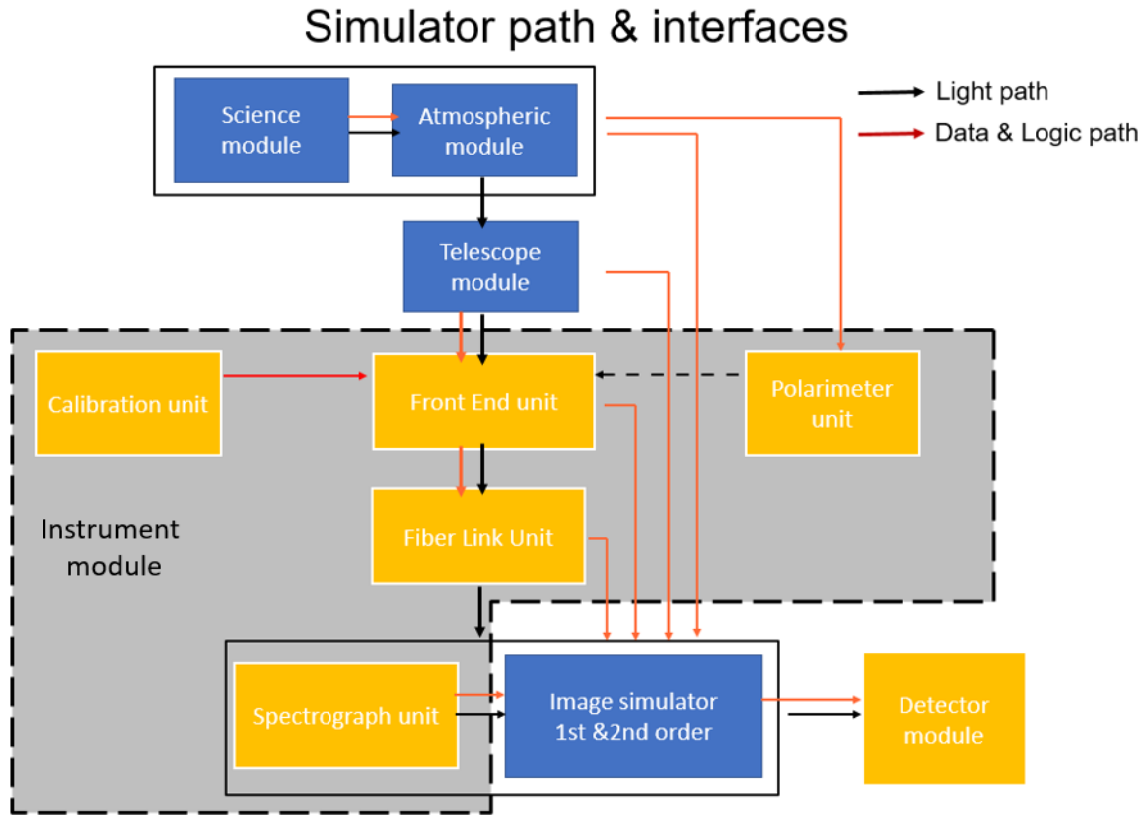 Simulator path & interfaces
Science
module
Atmospheric
module
Light path
Data & Logic path
Telescope
module
Calibration unit
Front End unit
Polarimeter
unit
Instrument
module
Fiber Link Unit
Spectrograph unit
Image simulator
1st &2nd order
Detector
module